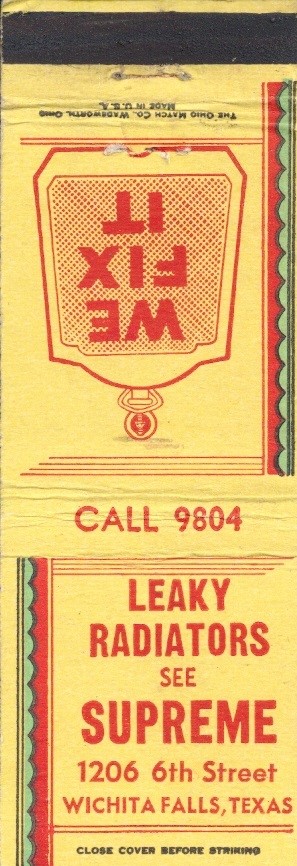 THE OHIO MATCH CO. WADSWORTH, OHIO
MADE IN U.S.A.
WE
FIX
IT
CALL 9804
LEAKY
RADIATORS
SEE
SUPREME
1206 6th Street
WICHITA FALLS, TEXAS
CLOSE COVER BEFORE STRIKING